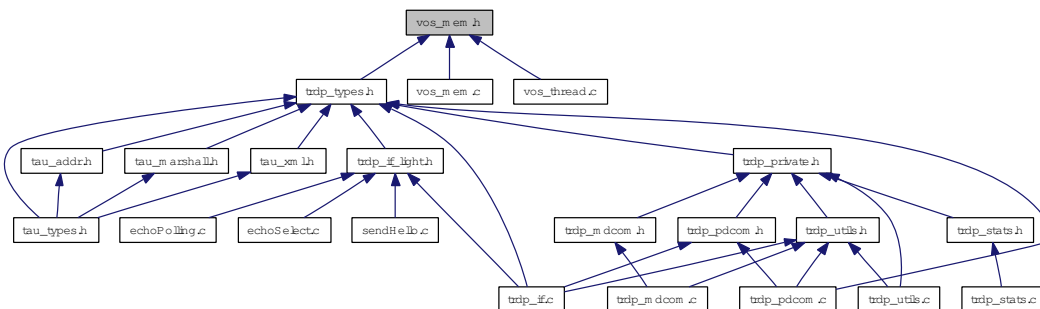 vos_mem.h
trdp_types.h
vos_mem.c
vos_thread.c
tau_addr.h
tau_marshall.h
tau_xml.h
trdp_if_light.h
trdp_private.h
tau_types.h
echoPolling.c
echoSelect.c
sendHello.c
trdp_mdcom.h
trdp_pdcom.h
trdp_utils.h
trdp_stats.h
trdp_if.c
trdp_mdcom.c
trdp_pdcom.c
trdp_utils.c
trdp_stats.c